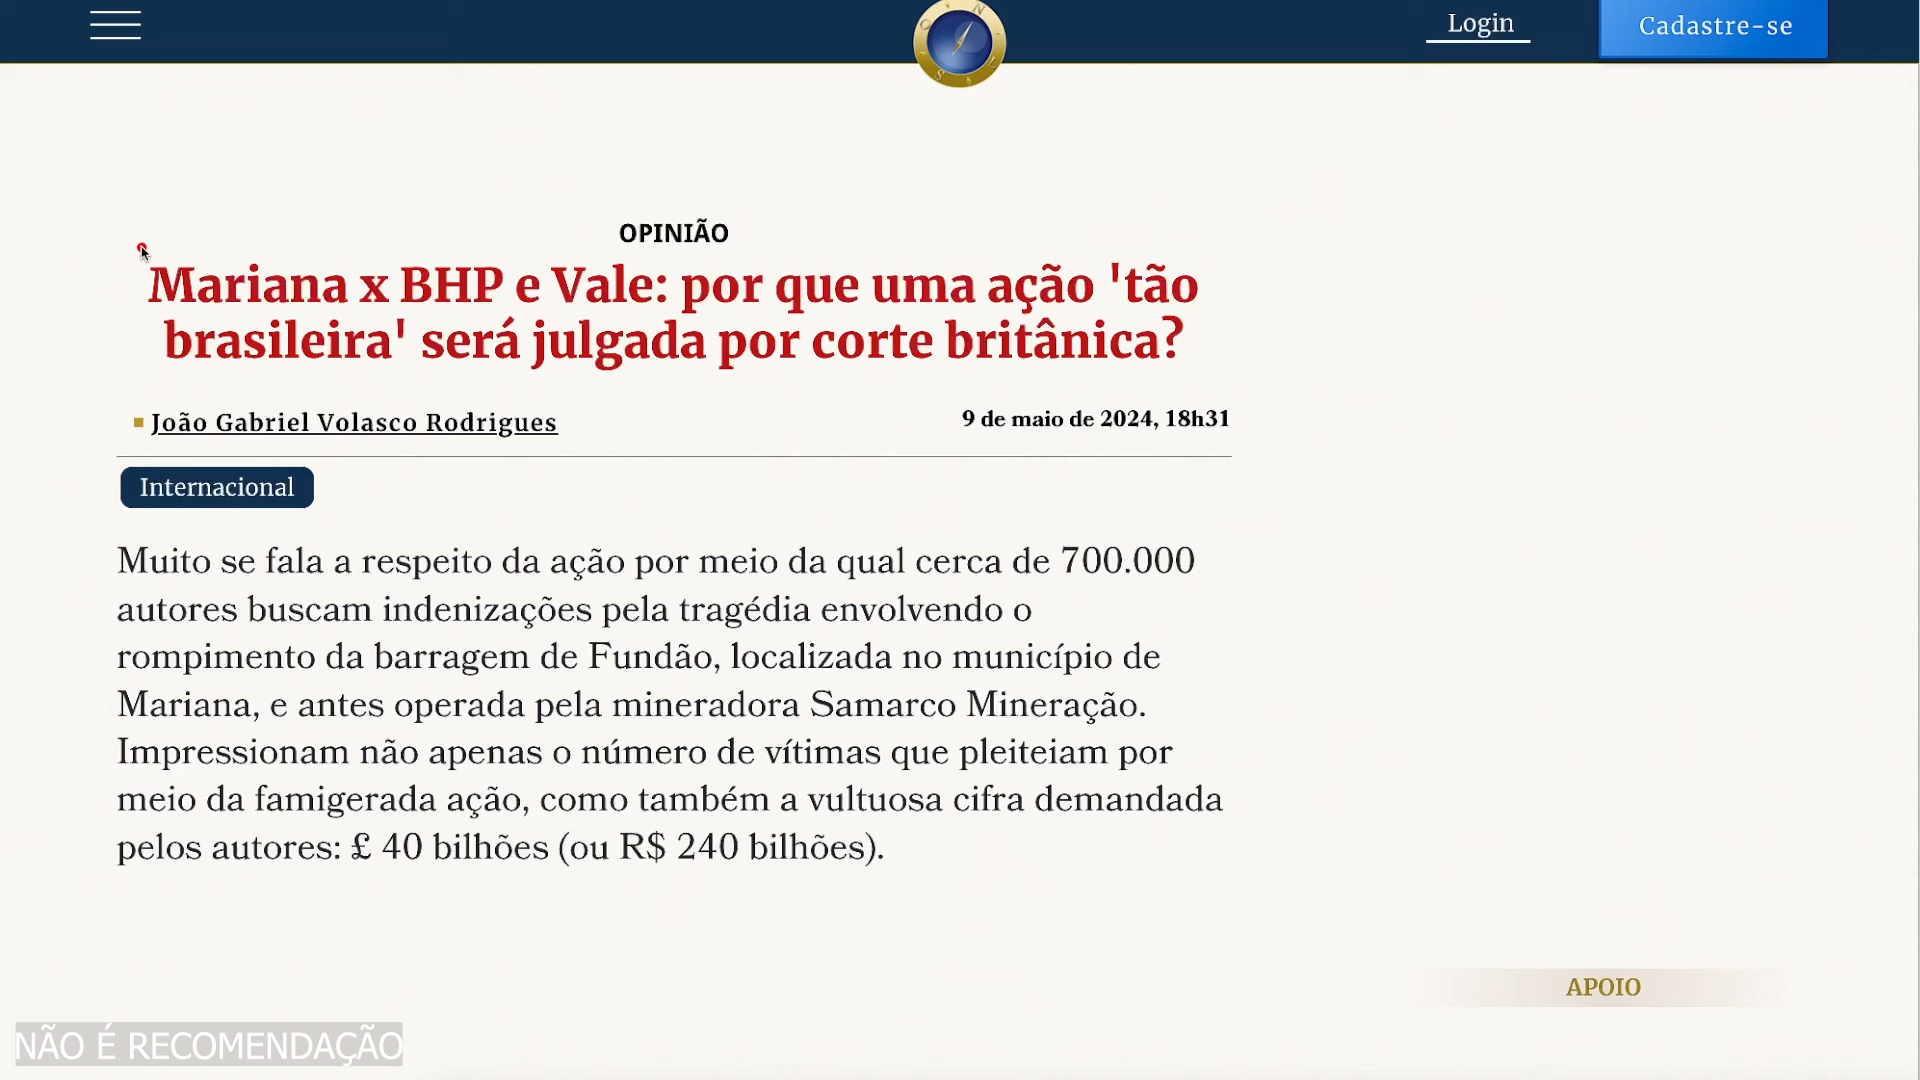 Login
Cadastre-se
OPINIÃO
Mariana x BHP e Vale: por que uma ação 'tão
brasileira' será julgada por corte britânica?
João Gabriel Volasco Rodrigues
9 de maio de 2024, 18h31
Internacional
Muito se fala a respeito da ação por meio da qual cerca de 700.000
autores buscam indenizações pela tragédia envolvendo o
rompimento da barragem de Fundão, localizada no município de
Mariana, e antes operada pela mineradora Samarco Mineração.
Impressionam não apenas o número de vítimas que pleiteiam por
meio da famigerada ação, como também a vultuosa cifra demandada
pelos autores: £ 40 bilhões (ou R$ 240 bilhões).
APOIO
NÃO É RECOMENDAÇÃO